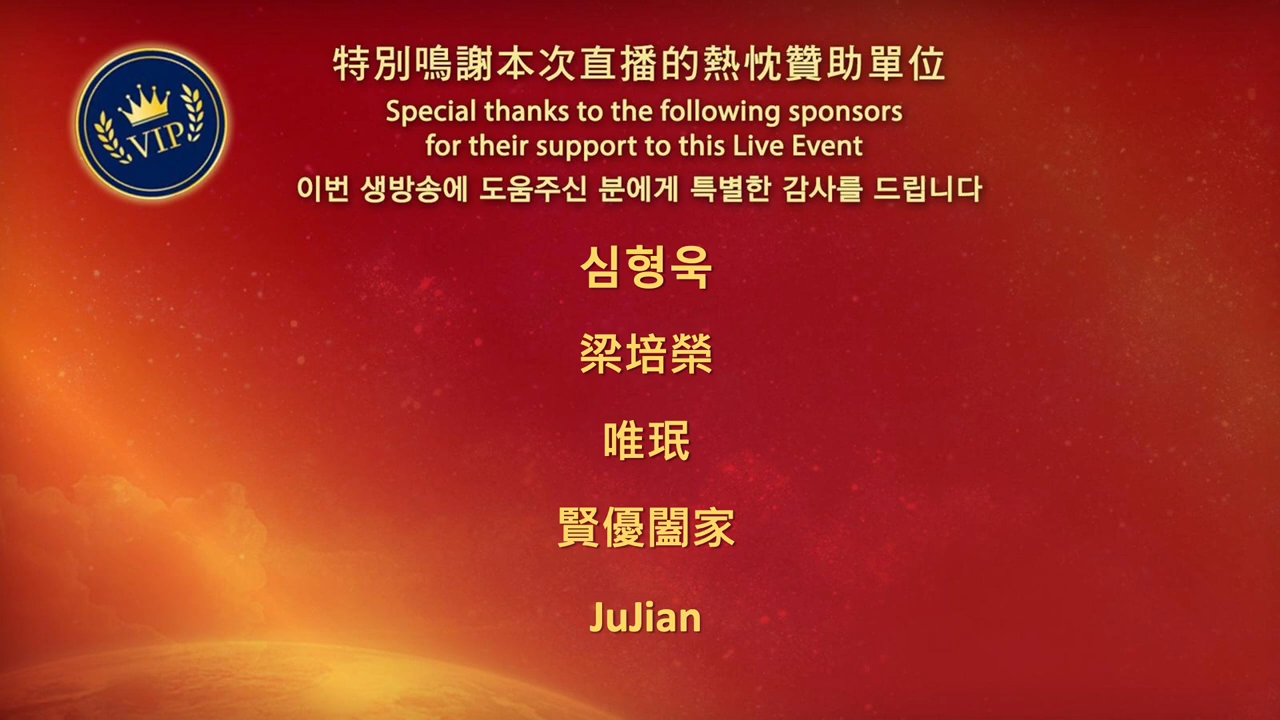 VIP
特別鳴謝本次直播的熱忱贊助單位
Special thanks to the following sponsors
for their support to this Live Event
이번 생방송에 도움주신 분에게 특별한 감사를 드립니다
심형욱
梁培榮
唯珉
賢優闔家
JuJian